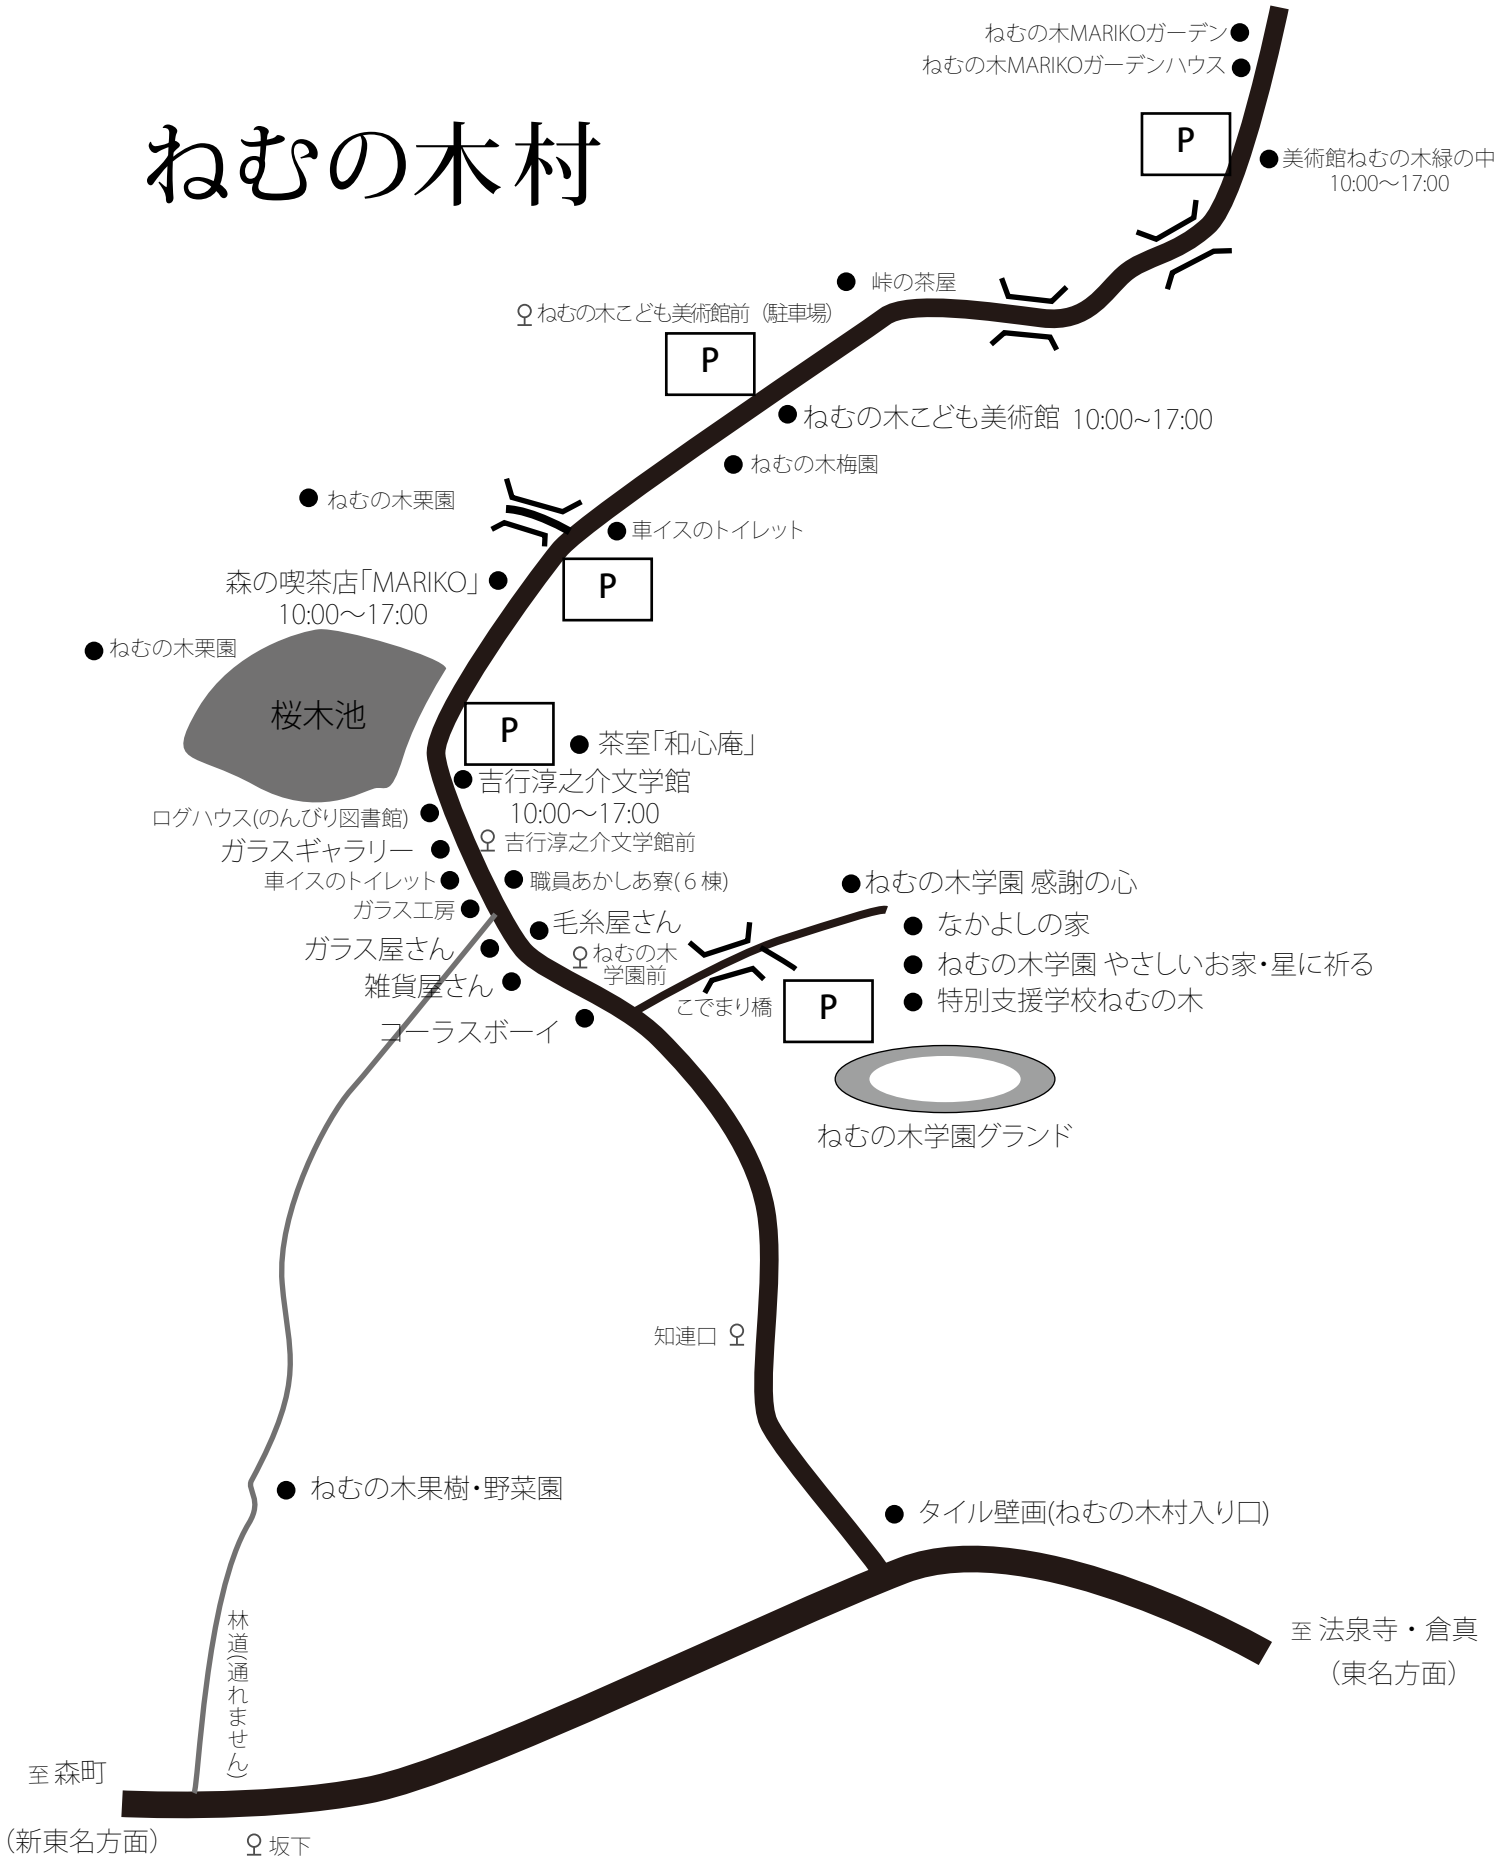 ねむの木MARIKOガーデン
ねむの木MARIKOガーデンハウス
ねむの木村
P
美術館ねむの木緑の中
10:00～17:00
峠の茶屋
ねむの木こども美術館前（駐車場）
P
ねむの木こども美術館 10:00~17:00
ねむの木梅園
ねむの木栗園
車イスのトイレット
森の喫茶店「MARIKO」
10:00～17:00
P
ねむの木栗園
桜木池
P
茶室「和心庵」
吉行淳之介文学館
10:00～17:00
ログハウス(のんびり図書館)
吉行淳之介文学館前
ガラスギャラリー
車イスのトイレット
職員あかしあ寮(６棟)
ねむの木学園 感謝の心
ガラス工房
毛糸屋さん
なかよしの家
ガラス屋さん
ねむの木
学園前
ねむの木学園 やさしいお家・星に祈る
雑貨屋さん
こでまり橋
P
特別支援学校ねむの木
コーラスボーイ
ねむの木学園グランド
知連口
ねむの木果樹・野菜園
タイル壁画(ねむの木村入り口)
林道(通れません)
至 法泉寺・倉真
（東名方面）
至 森町
（新東名方面）
坂下